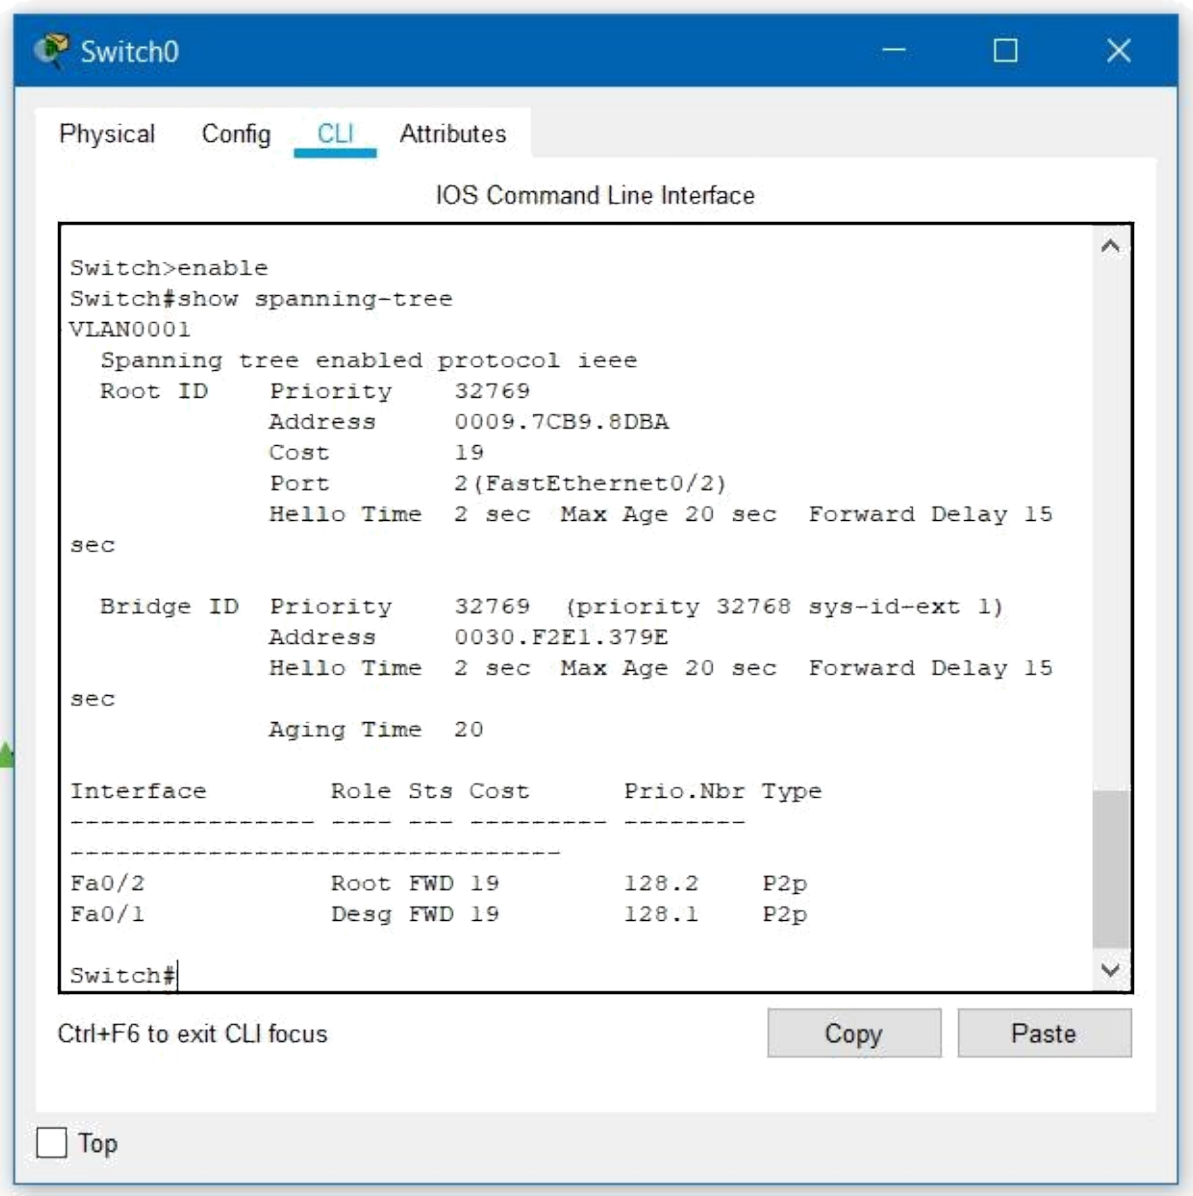 Switch0
Physical Config CLI Attributes
IOS Command Line Interface
Switch>enable
Switch#show spanning-tree
VLAN0001
  Spanning tree enabled protocol ieee
  Root ID    Priority    32769
             Address     0009.7CB9.8DBA
             Cost        19
             Port        2(FastEthernet0/2)
             Hello Time  2 sec  Max Age 20 sec  Forward Delay 15
sec

  Bridge ID  Priority    32769  (priority 32768 sys-id-ext 1)
             Address     0030.F2E1.379E
             Hello Time  2 sec  Max Age 20 sec  Forward Delay 15
sec
             Aging Time  20

Interface        Role Sts Cost      Prio.Nbr Type
---------------- ---- --- --------- --------
--------------------------------
Fa0/2            Root FWD 19        128.2    P2p
Fa0/1            Desg FWD 19        128.1    P2p

Switch#
Ctrl+F6 to exit CLI focus
Copy Paste
Top